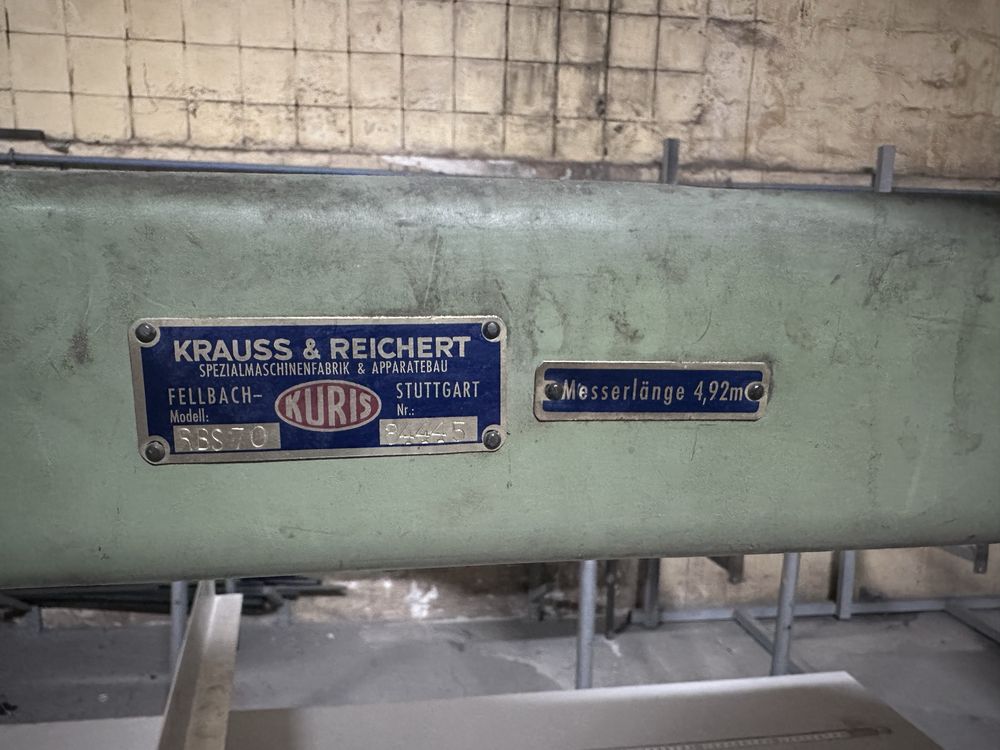 KRAUSS & REICHERT
SPEZIALMASCHINENFABRIK & APPARATEBAU
FELLBACH– KURIS STUTTGART
Modell: Nr.:
RBS70 84445
Messerlänge 4,92m